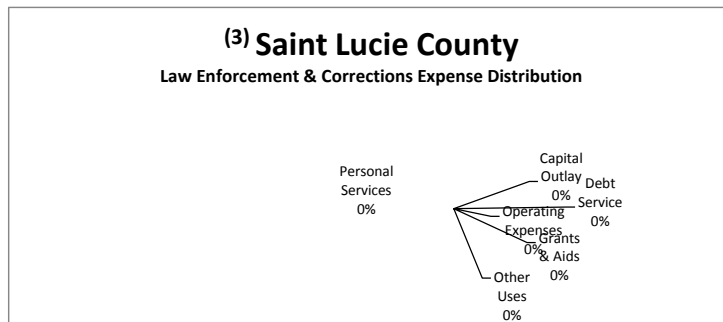 (3) Saint Lucie County
Law Enforcement & Corrections Expense Distribution
Personal
Services
0%
Capital
Outlay
0%
Debt
Service
0%
Operating
Expenses
0%
Grants
& Aids
0%
Other
Uses
0%